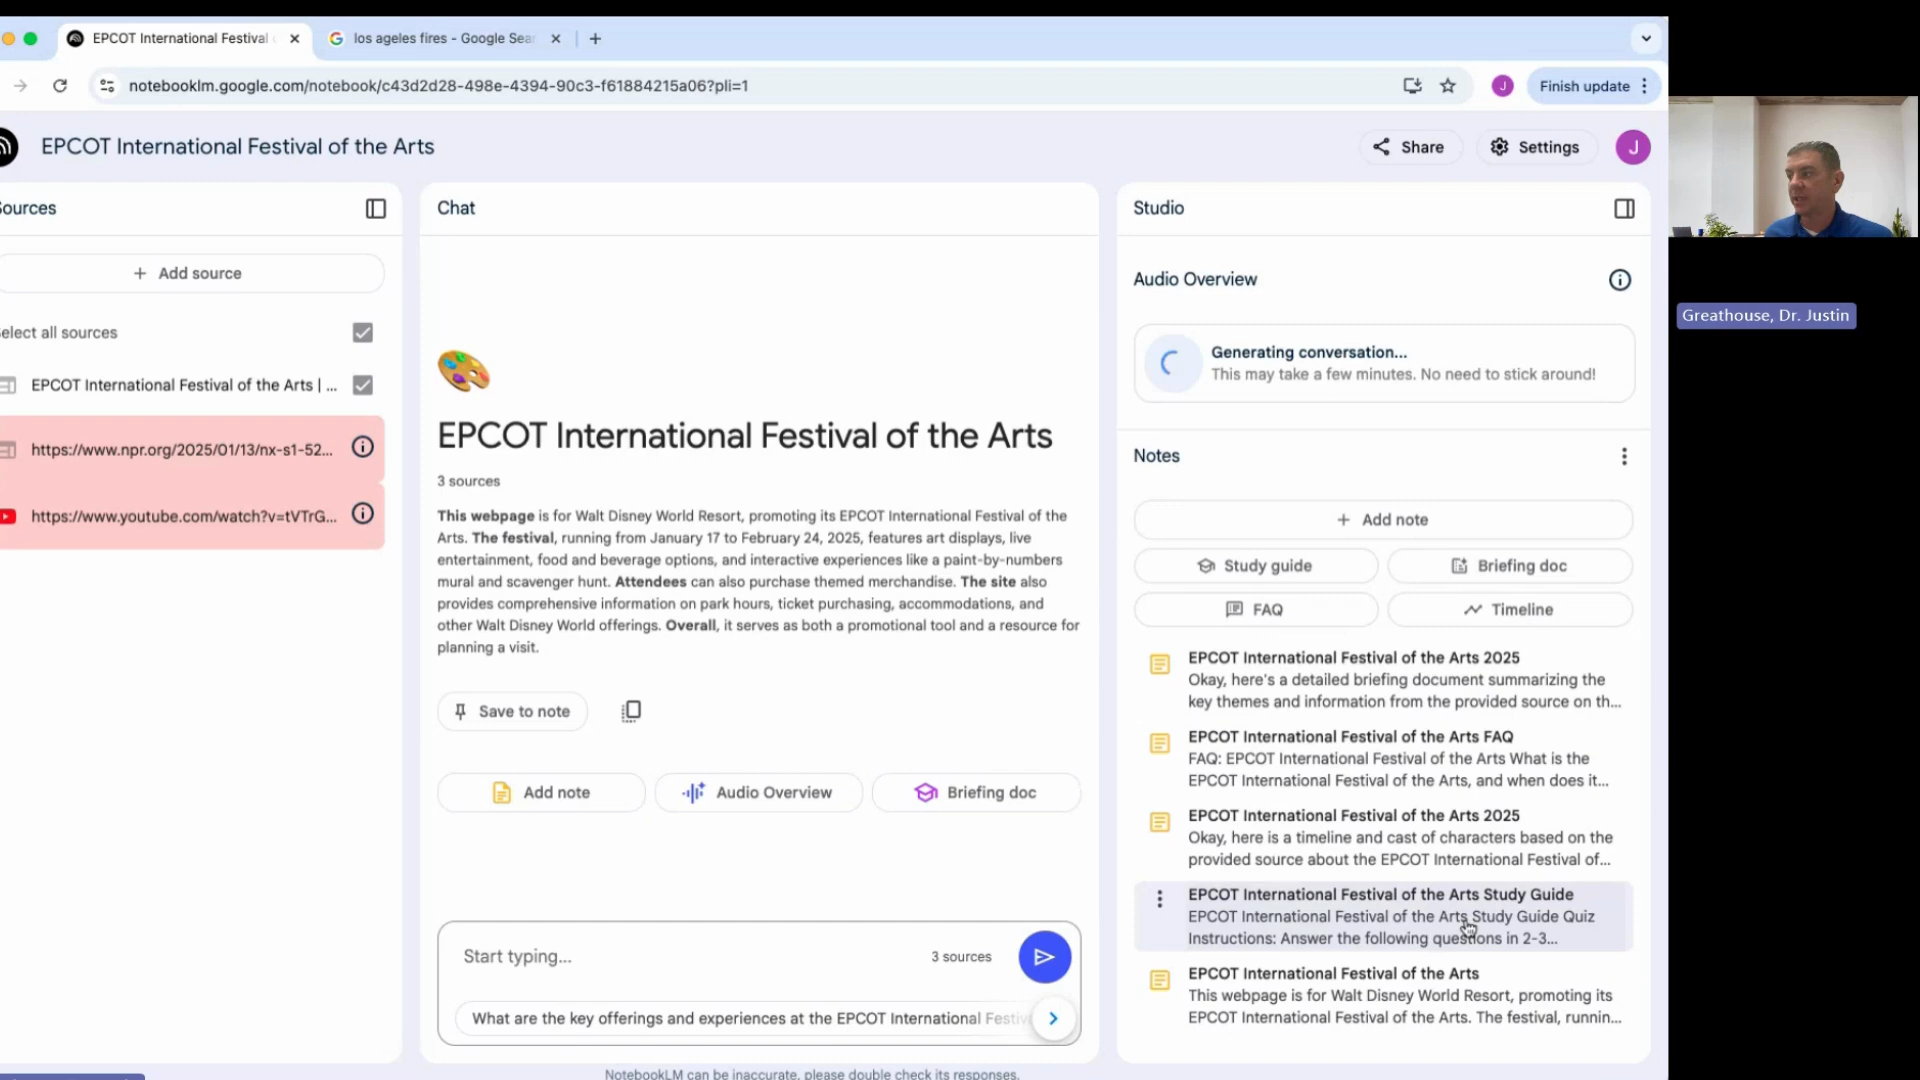 EPCOT International Festival
los ageles fires - Google Sear
notebooklm.google.com/notebook/c43d2d28-498e-4394-90c3-f61884215a06?pli=1
J
Finish update
EPCOT International Festival of the Arts
Share
Settings
J
Sources
Add source
Select all sources
EPCOT International Festival of the Arts | ...
https://www.npr.org/2025/01/13/nx-s1-52...
https://www.youtube.com/watch?v=tVTrG...
Chat
EPCOT International Festival of the Arts
3 sources
This webpage is for Walt Disney World Resort, promoting its EPCOT International Festival of the
Arts. The festival, running from January 17 to February 24, 2025, features art displays, live
entertainment, food and beverage options, and interactive experiences like a paint-by-numbers
mural and scavenger hunt. Attendees can also purchase themed merchandise. The site also
provides comprehensive information on park hours, ticket purchasing, accommodations, and
other Walt Disney World offerings. Overall, it serves as both a promotional tool and a resource for
planning a visit.
Save to note
Add note
Audio Overview
Briefing doc
Start typing...
3 sources
What are the key offerings and experiences at the EPCOT International Festiv
NotebookLM can be inaccurate, please double check its responses.
Studio
Audio Overview
Generating conversation...
This may take a few minutes. No need to stick around!
Notes
Add note
Study guide
Briefing doc
FAQ
Timeline
EPCOT International Festival of the Arts 2025
Okay, here's a detailed briefing document summarizing the
key themes and information from the provided source on th...
EPCOT International Festival of the Arts FAQ
FAQ: EPCOT International Festival of the Arts What is the
EPCOT International Festival of the Arts, and when does it...
EPCOT International Festival of the Arts 2025
Okay, here is a timeline and cast of characters based on the
provided source about the EPCOT International Festival of...
EPCOT International Festival of the Arts Study Guide
EPCOT International Festival of the Arts Study Guide Quiz
Instructions: Answer the following questions in 2-3...
EPCOT International Festival of the Arts
This webpage is for Walt Disney World Resort, promoting its
EPCOT International Festival of the Arts. The festival, runnin...
Greathouse, Dr. Justin